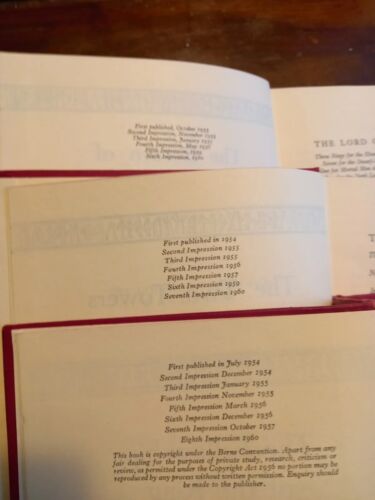 First published, October 1955
Second Impression, November 1955
Third Impression, January
Fourth Impression, May 1956
Fifth Impression,
Sixth Impression, 1960
THE LORD
for the
Seven for the
for Mortal Men
for the
First published in 1954
Second Impression 1955
Third Impression 1955
Fourth Impression 1956
Fifth Impression 1957
Sixth Impression 1959
Seventh Impression 1960
First published in July 1954
Second Impression December 1954
Third Impression January 1955
Fourth Impression November 1955
Fifth Impression March 1956
Sixth Impression December 1956
Seventh Impression October 1957
Eighth Impression 1960
This book is copyright under the Berne Convention. Apart from any
fair dealing for the purposes of private study, research, criticism or
review, as permitted under the Copyright Act 1956 no portion may be
reproduced by any process without written permission. Enquiry should
be made to the publisher.